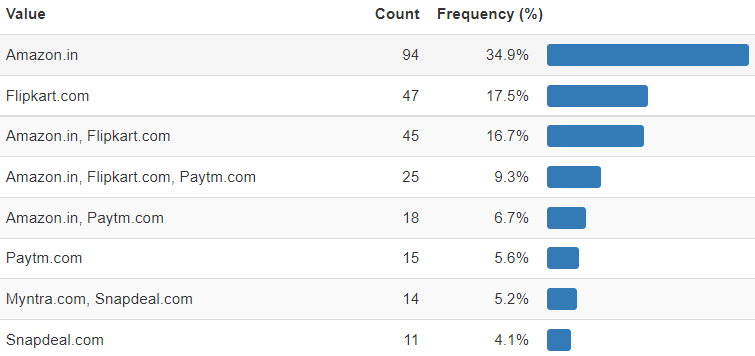 Value Count Frequency (%)
Amazon.in 94 34.9%
Flipkart.com 47 17.5%
Amazon.in, Flipkart.com 45 16.7%
Amazon.in, Flipkart.com, Paytm.com 25 9.3%
Amazon.in, Paytm.com 18 6.7%
Paytm.com 15 5.6%
Myntra.com, Snapdeal.com 14 5.2%
Snapdeal.com 11 4.1%